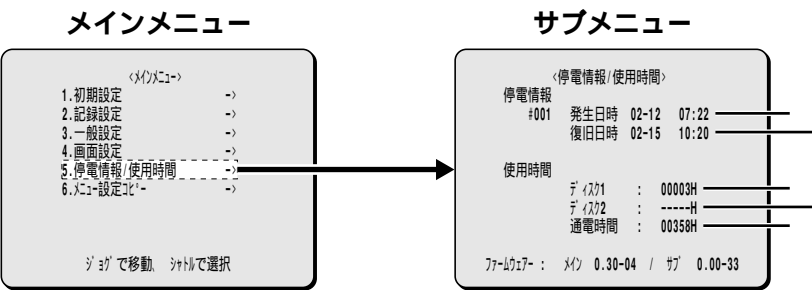 メインメニュー
<ﾒｲﾝﾒﾆｭｰ>
1.初期設定 ->
2.記録設定 ->
3.一般設定 ->
4.画面設定 ->
5.停電情報/使用時間 ->
6.ﾒﾆｭｰ設定ｺﾋﾟｰ ->
ｼﾞｮｸﾞで移動、 ｼｬﾄﾙで選択
サブメニュー
<停電情報/使用時間>
停電情報
#001 発生日時 02-12 07:22
復旧日時 02-15 10:20
使用時間
ﾃﾞｨｽｸ1 : 00003H
ﾃﾞｨｽｸ2 : -----H
通電時間 : 00358H
ﾌｧｰﾑｳｪｱｰ : ﾒｲﾝ 0.30-04 / ｻﾌﾞ 0.00-33